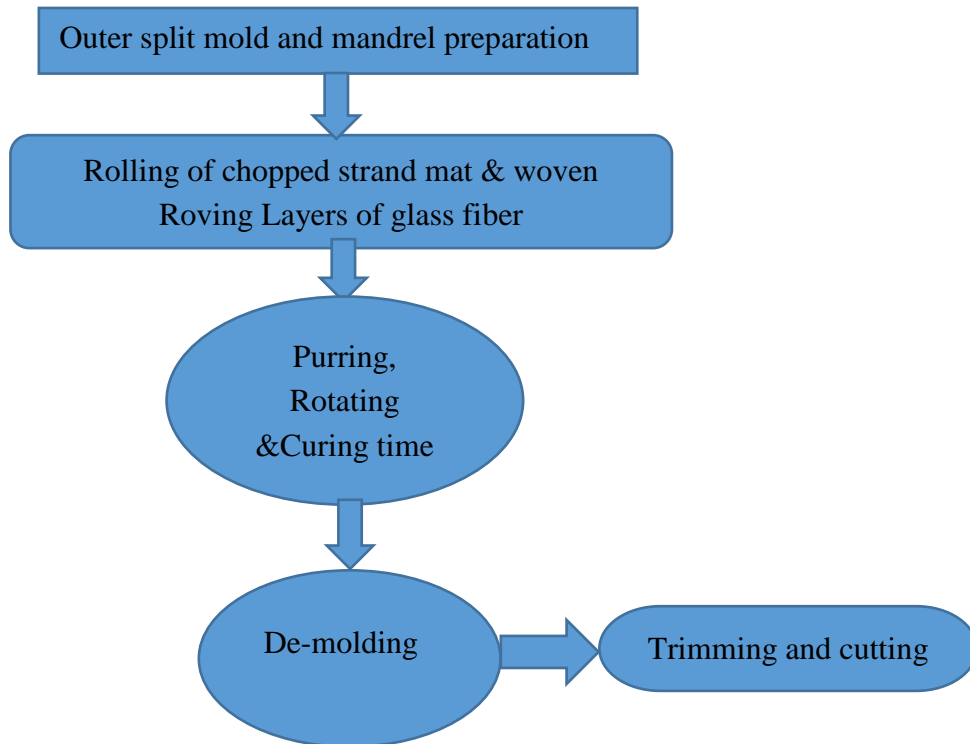 Outer split mold and mandrel preparation
Rolling of chopped strand mat & woven
Roving Layers of glass fiber
Purring,
Rotating
&Curing time
De-molding
Trimming and cutting